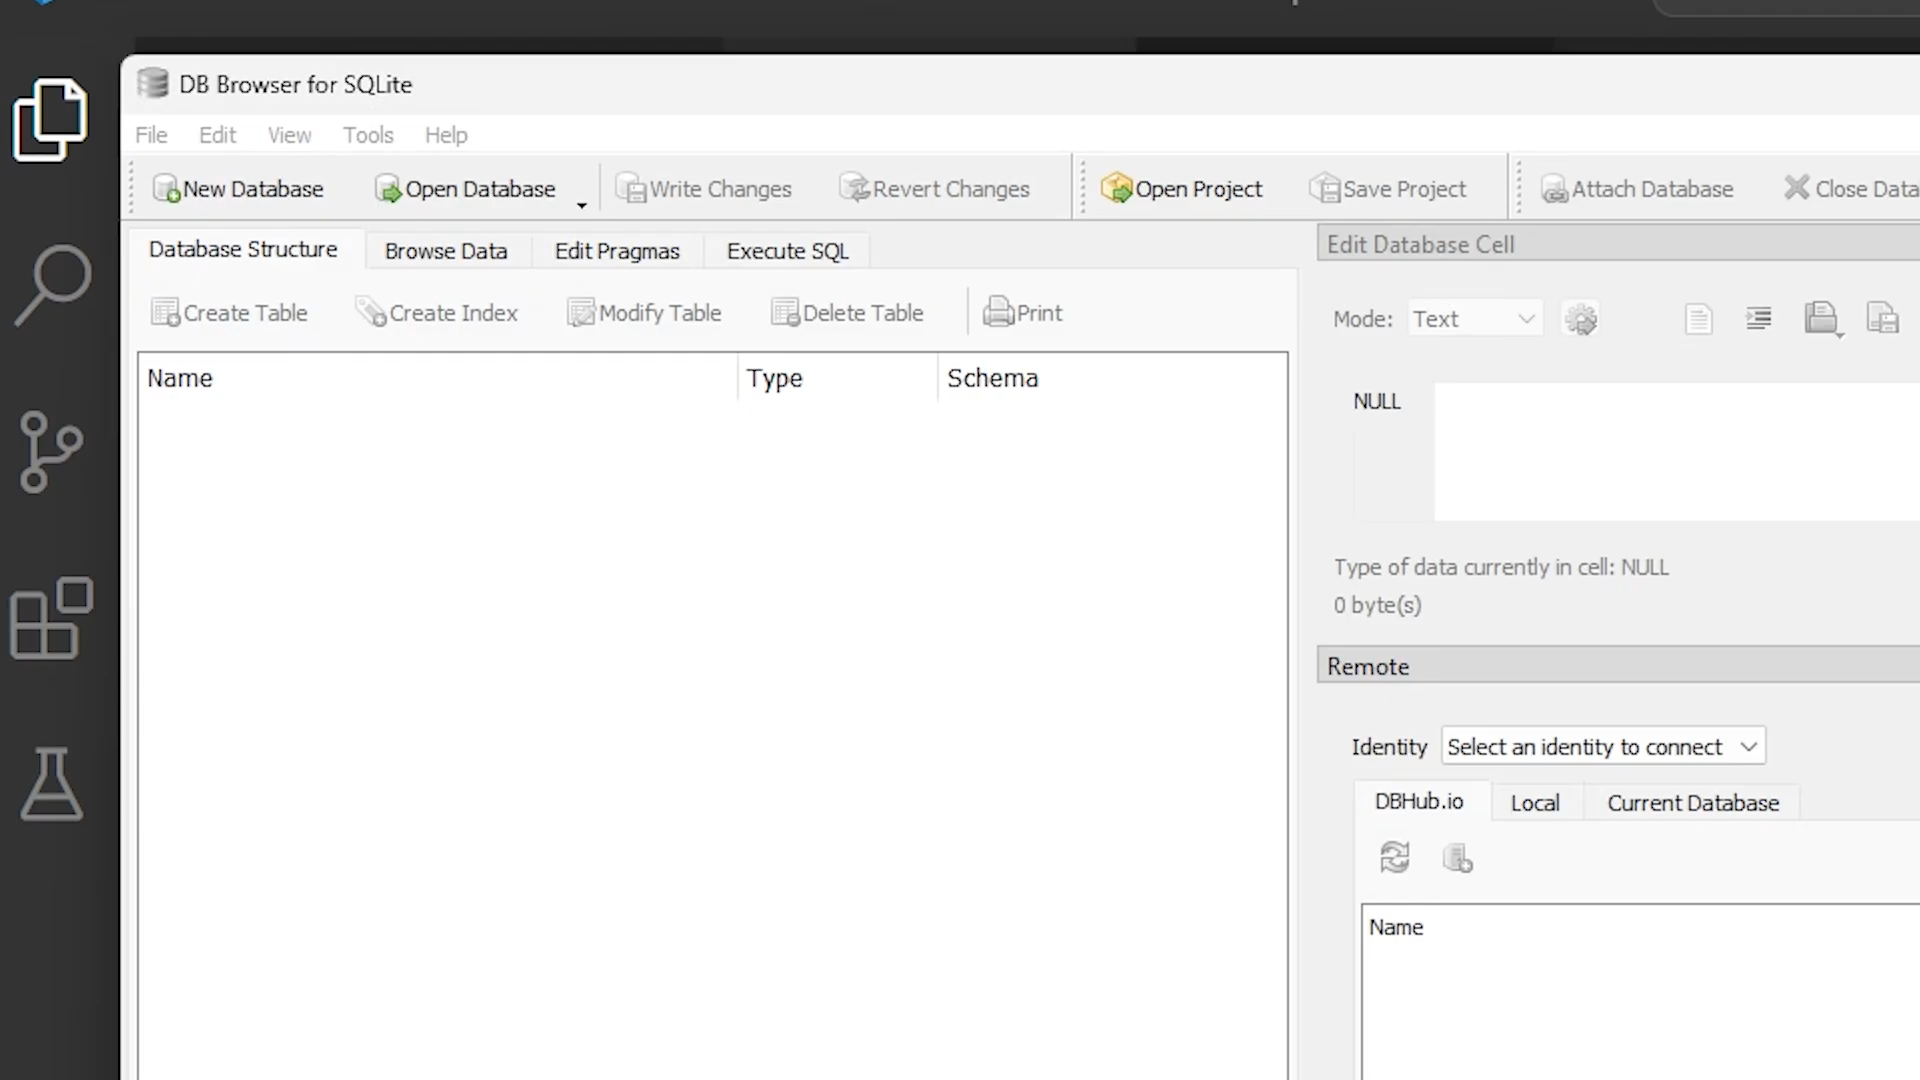 DB Browser for SQLite
File Edit View Tools Help
New Database Open Database Write Changes Revert Changes Open Project Save Project Attach Database Close Data
Database Structure Browse Data Edit Pragmas Execute SQL
Edit Database Cell
Create Table Create Index Modify Table Delete Table Print
Mode: Text
Name Type Schema
NULL
Type of data currently in cell: NULL
0 byte(s)
Remote
Identity Select an identity to connect
DBHub.io Local Current Database
Name